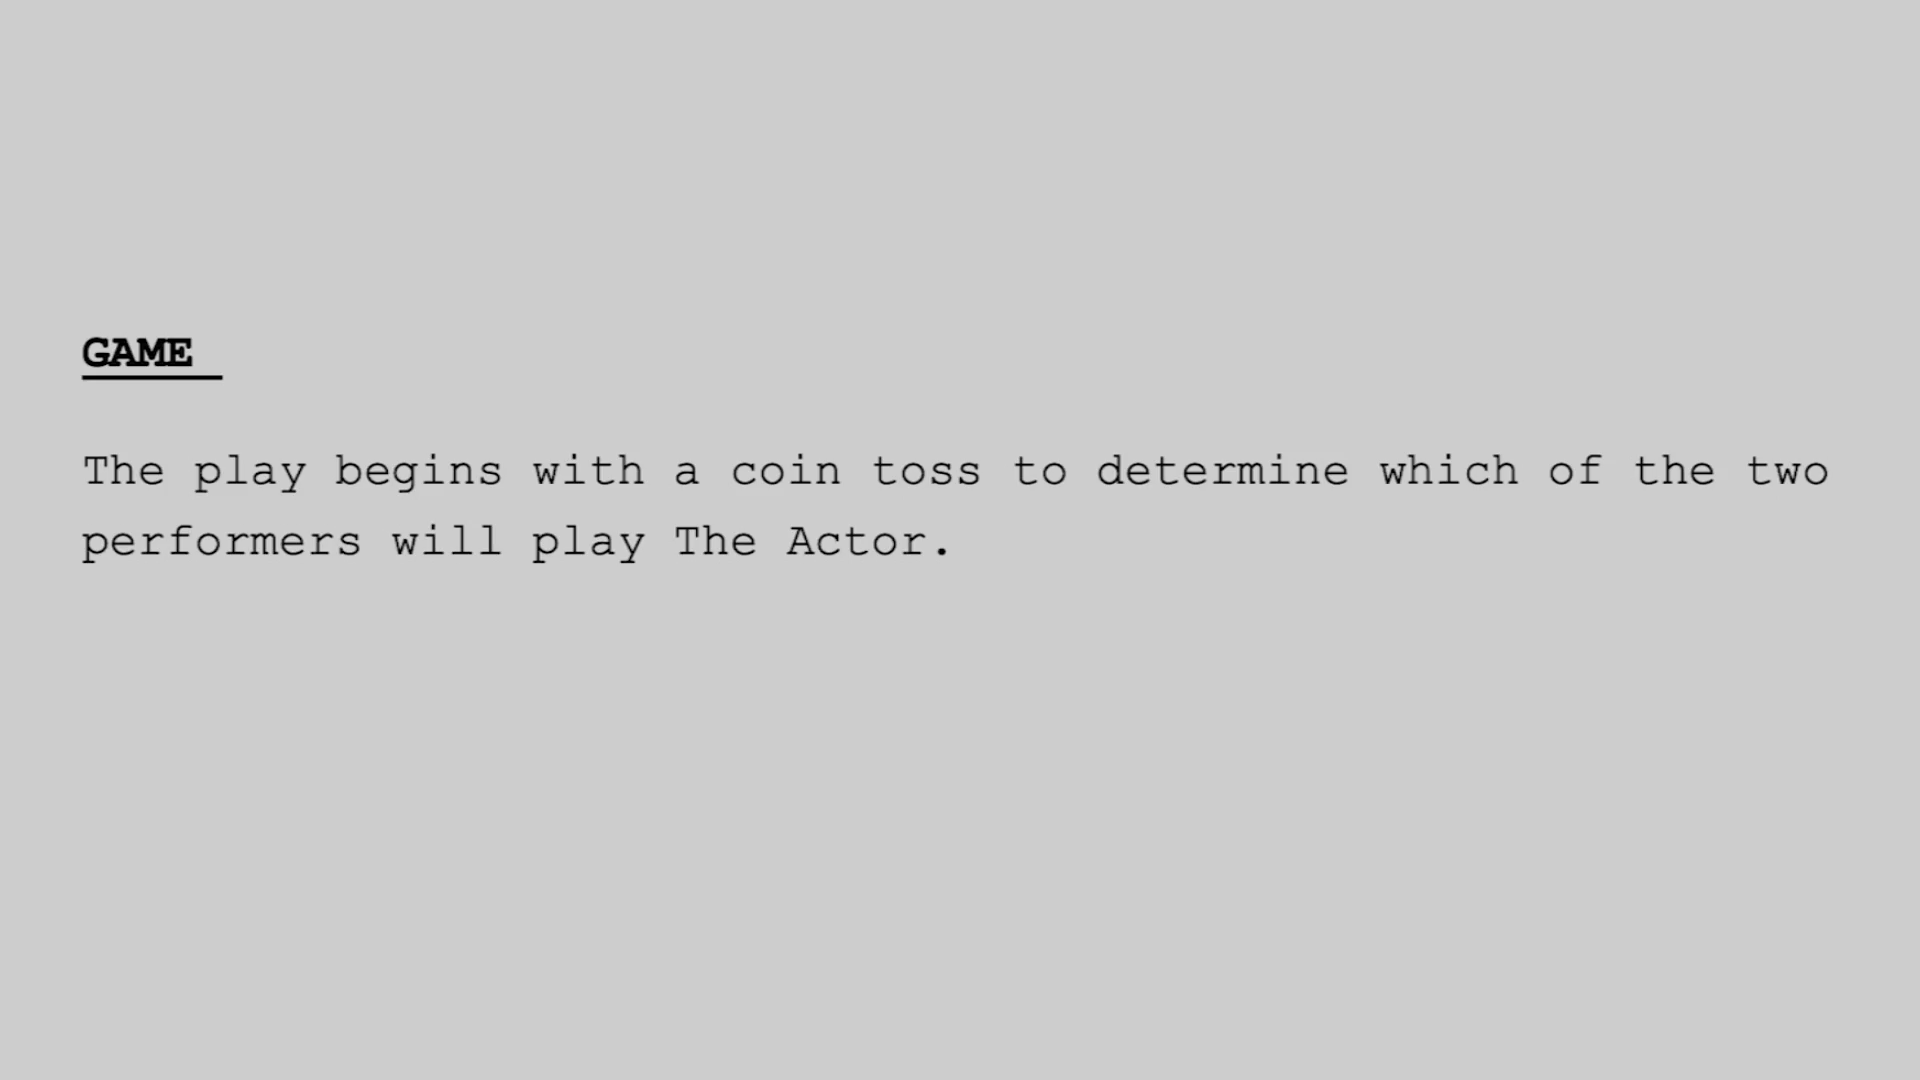 GAME
The play begins with a coin toss to determine which of the two
performers will play The Actor.